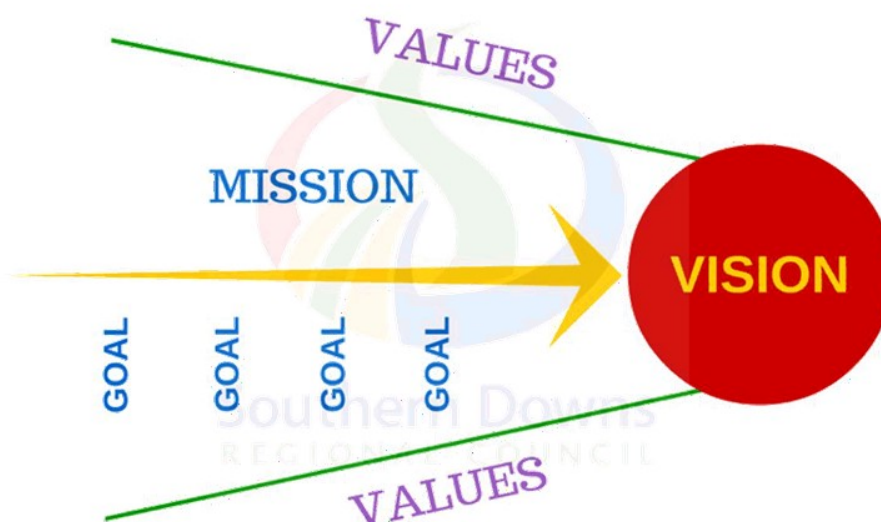 VALUES
MISSION
VISION
GOAL
GOAL
GOAL
GOAL
Southern Downs
REGIONAL COUNCIL
VALUES